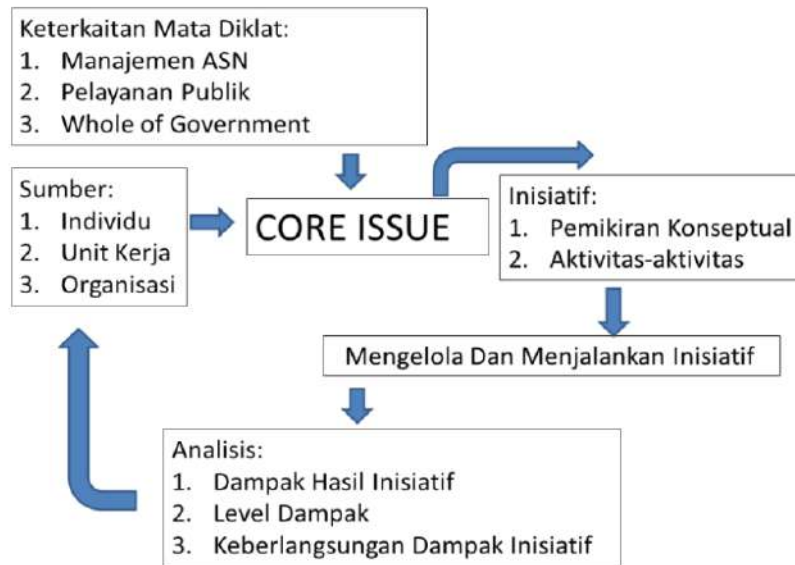 Keterkaitan Mata Diklat:
1. Manajemen ASN
2. Pelayanan Publik
3. Whole of Government
Sumber:
1. Individu
2. Unit Kerja
3. Organisasi
CORE ISSUE
Inisiatif:
1. Pemikiran Konseptual
2. Aktivitas-aktivitas
Mengelola Dan Menjalankan Inisiatif
Analisis:
1. Dampak Hasil Inisiatif
2. Level Dampak
3. Keberlangsungan Dampak Inisiatif